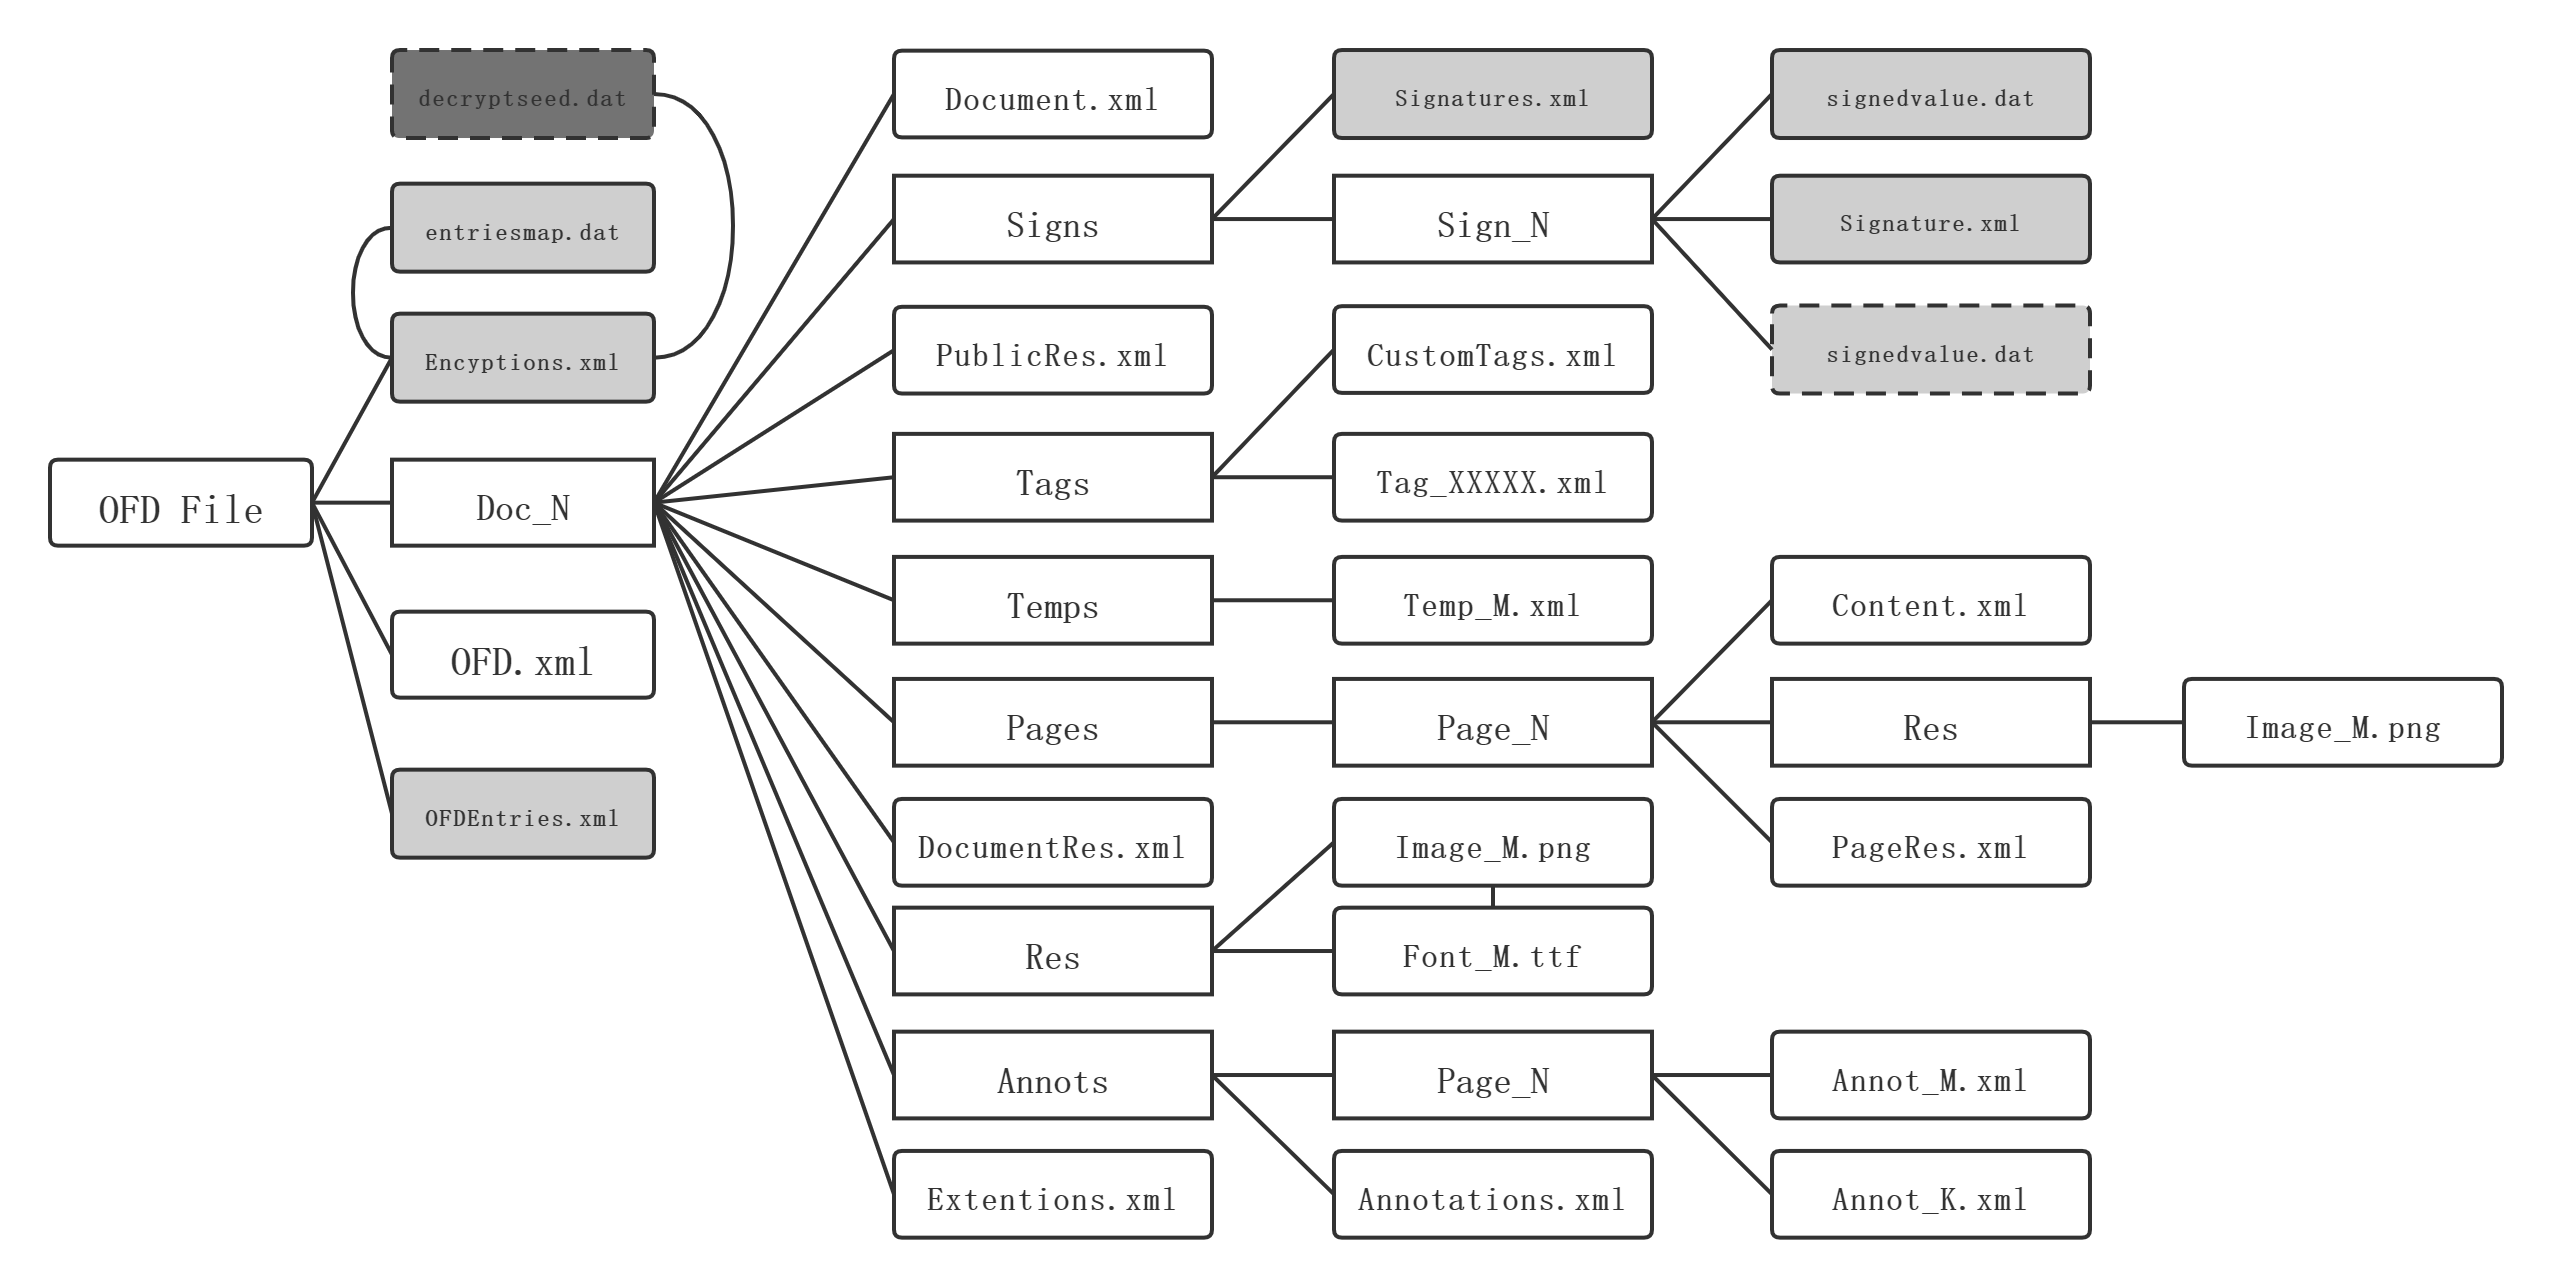 decryptseed.dat
entriesmap.dat
Encyptions.xml
OFD File
Doc_N
OFD.xml
OFDEntries.xml
Document.xml
Signs
PublicRes.xml
Tags
Temps
Pages
DocumentRes.xml
Res
Annots
Extentions.xml
Signatures.xml
Sign_N
CustomTags.xml
Tag_XXXXX.xml
Temp_M.xml
Page_N
Image_M.png
Font_M.ttf
Page_N
Annotations.xml
signedvalue.dat
Signature.xml
signedvalue.dat
Content.xml
Res
PageRes.xml
Annot_M.xml
Annot_K.xml
Image_M.png